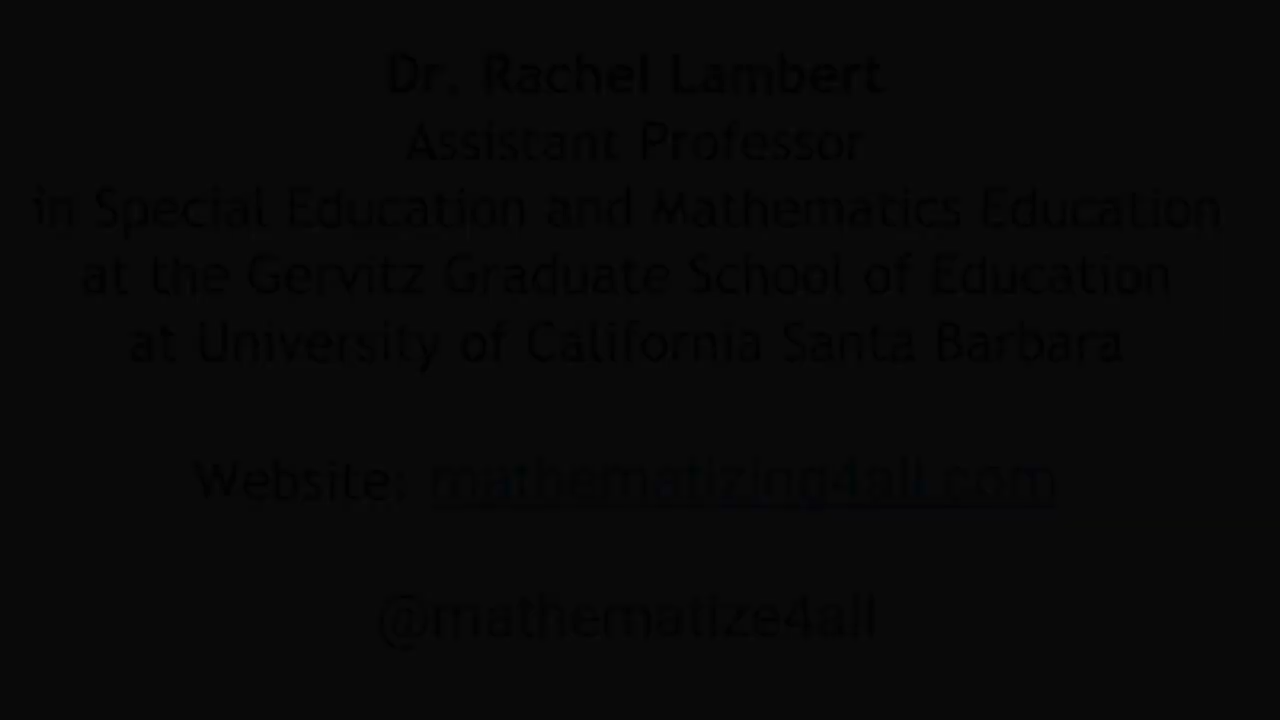 Dr. Rachel Lambert
Assistant Professor
in Special Education and Mathematics Education
at the Gervitz Graduate School of Education
at University of California Santa Barbara
Website: mathematizing4all.com
@mathematize4all